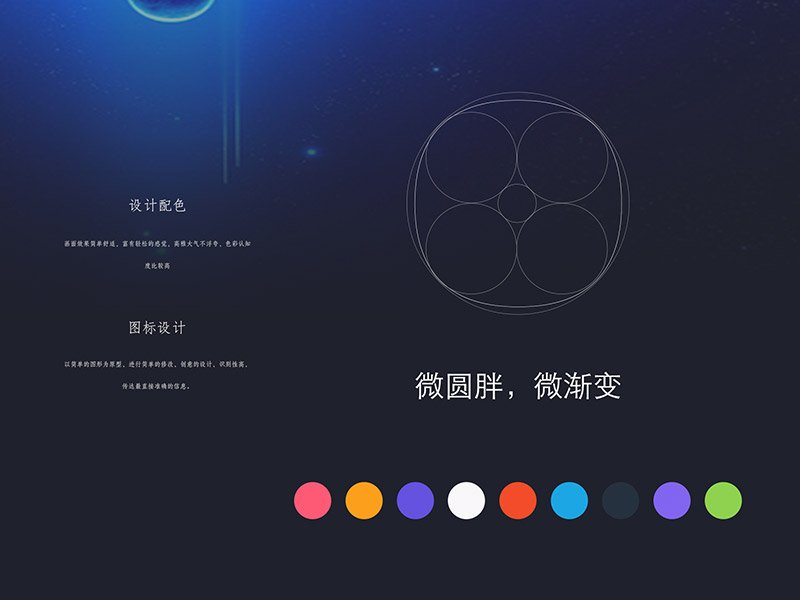 设计配色
画面效果简单舒适、富有轻松的感觉，高雅大气不浮夸，色彩认知
度比较高
图标设计
以简单的图形为原型，进行简单的修改，创意的设计，识别性高，
传达最直接准确的信息。
微圆胖，微渐变